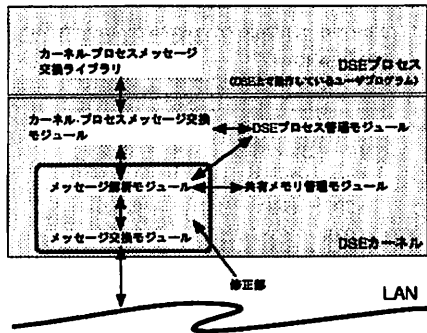 カーネル-プロセスメッセージ
交換ライブラリ
DSEプロセス
(DSE上で動作しているユーザプログラム)
カーネル-プロセスメッセージ交換
モジュール
DSEプロセス管理モジュール
メッセージ解析モジュール
共有メモリ管理モジュール
メッセージ交換モジュール
DSEカーネル
修正部
LAN